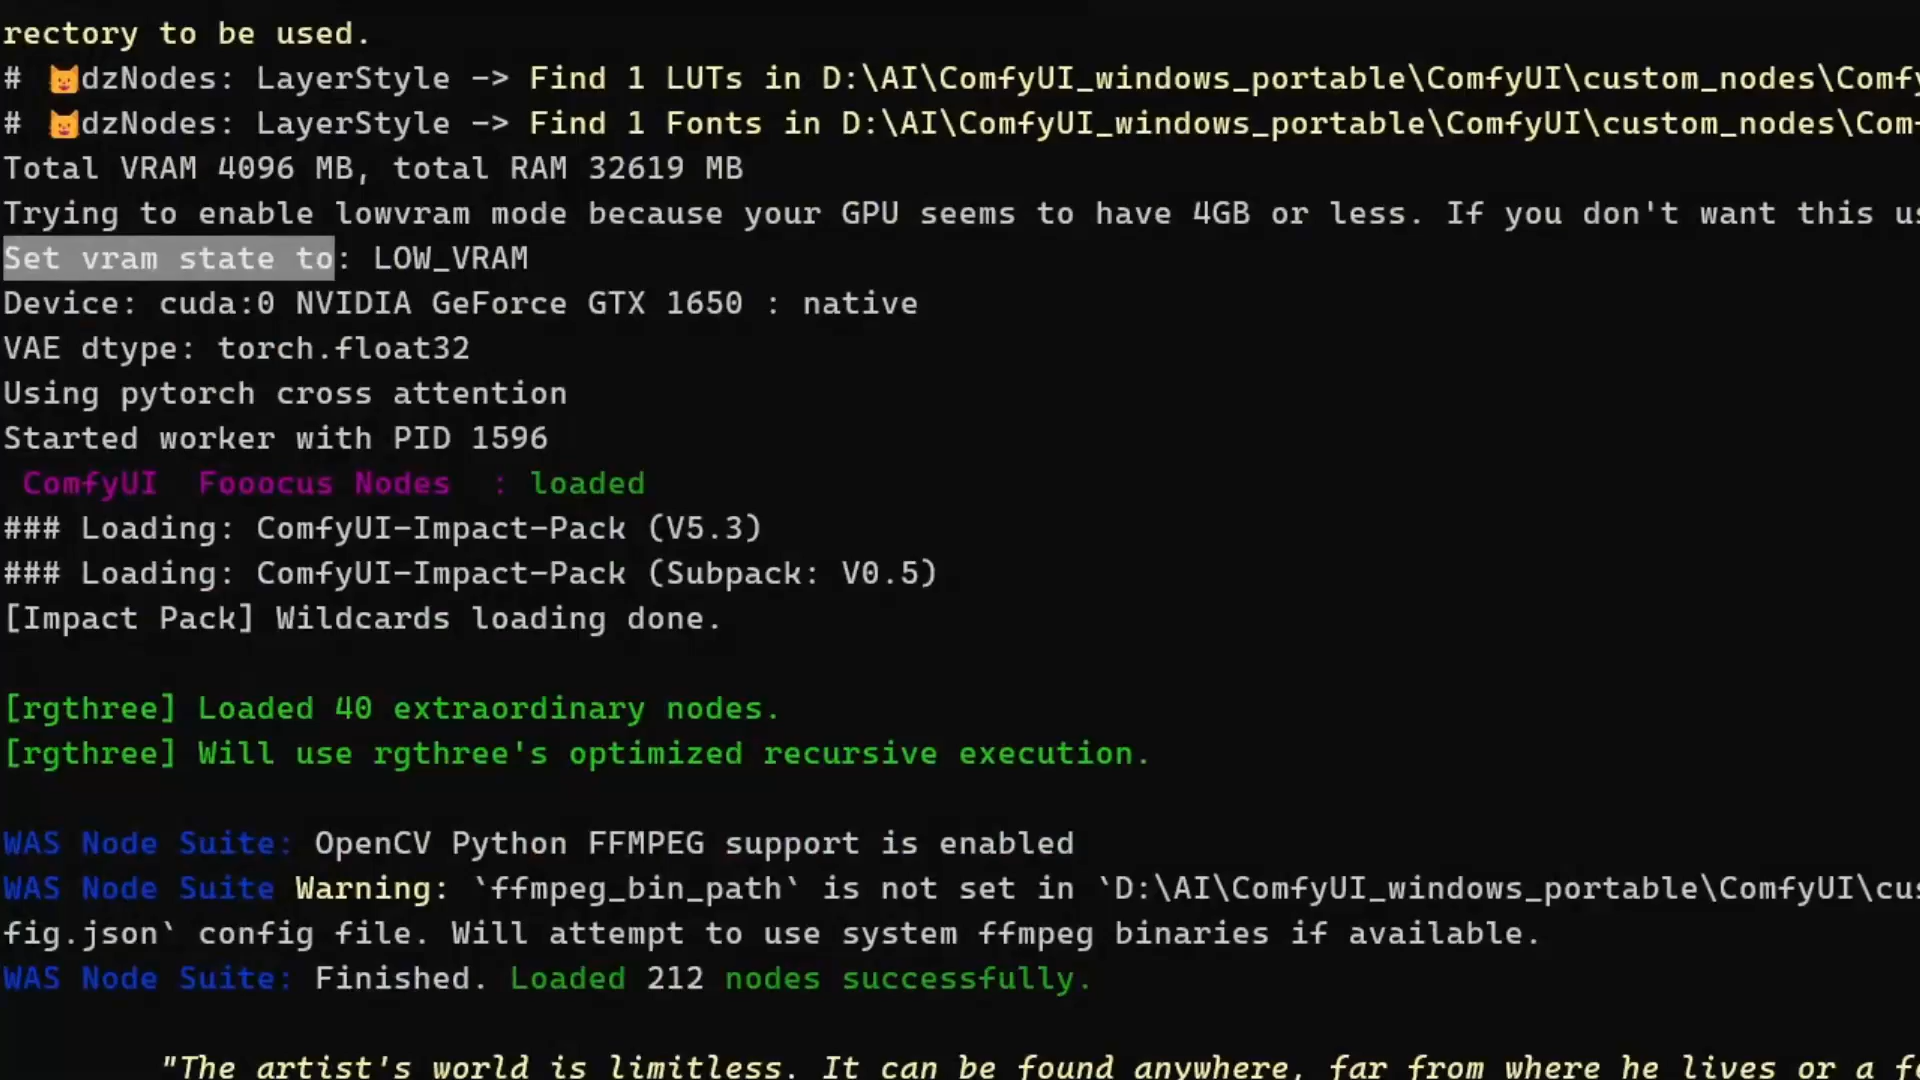 rectory to be used.
# 😺dzNodes: LayerStyle -> Find 1 LUTs in D:\AI\ComfyUI_windows_portable\ComfyUI\custom_nodes\Comfy
# 😺dzNodes: LayerStyle -> Find 1 Fonts in D:\AI\ComfyUI_windows_portable\ComfyUI\custom_nodes\Com
Total VRAM 4096 MB, total RAM 32619 MB
Trying to enable lowvram mode because your GPU seems to have 4GB or less. If you don't want this us
Set vram state to: LOW_VRAM
Device: cuda:0 NVIDIA GeForce GTX 1650 : native
VAE dtype: torch.float32
Using pytorch cross attention
Started worker with PID 1596
ComfyUI Fooocus Nodes : loaded
### Loading: ComfyUI-Impact-Pack (V5.3)
### Loading: ComfyUI-Impact-Pack (Subpack: V0.5)
[Impact Pack] Wildcards loading done.
[rgthree] Loaded 40 extraordinary nodes.
[rgthree] Will use rgthree's optimized recursive execution.
WAS Node Suite: OpenCV Python FFMPEG support is enabled
WAS Node Suite Warning: `ffmpeg_bin_path` is not set in `D:\AI\ComfyUI_windows_portable\ComfyUI\cus
fig.json` config file. Will attempt to use system ffmpeg binaries if available.
WAS Node Suite: Finished. Loaded 212 nodes successfully.
"The artist's world is limitless. It can be found anywhere, far from where he lives or a f